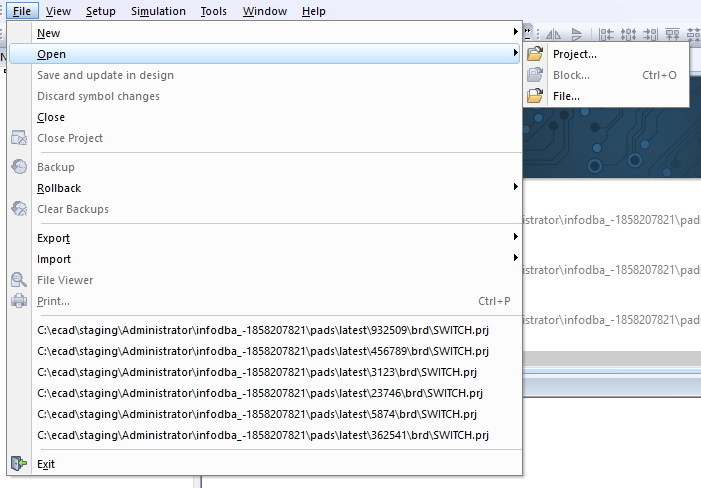 File View Setup Simulation Tools Window Help
New
Open
Project...
Block... Ctrl+O
File...
Save and update in design
Discard symbol changes
Close
Close Project
Backup
Rollback
Clear Backups
istrator\infodba_-1858207821\pads
Export
Import
istrator\infodba_-1858207821\pads
File Viewer
Print... Ctrl+P
istrator\infodba_-1858207821\pads
C:\ecad\staging\Administrator\infodba_-1858207821\pads\latest\932509\brd\SWITCH.prj
C:\ecad\staging\Administrator\infodba_-1858207821\pads\latest\456789\brd\SWITCH.prj
C:\ecad\staging\Administrator\infodba_-1858207821\pads\latest\3123\brd\SWITCH.prj
C:\ecad\staging\Administrator\infodba_-1858207821\pads\latest\23746\brd\SWITCH.prj
C:\ecad\staging\Administrator\infodba_-1858207821\pads\latest\5874\brd\SWITCH.prj
C:\ecad\staging\Administrator\infodba_-1858207821\pads\latest\362541\brd\SWITCH.prj
Exit